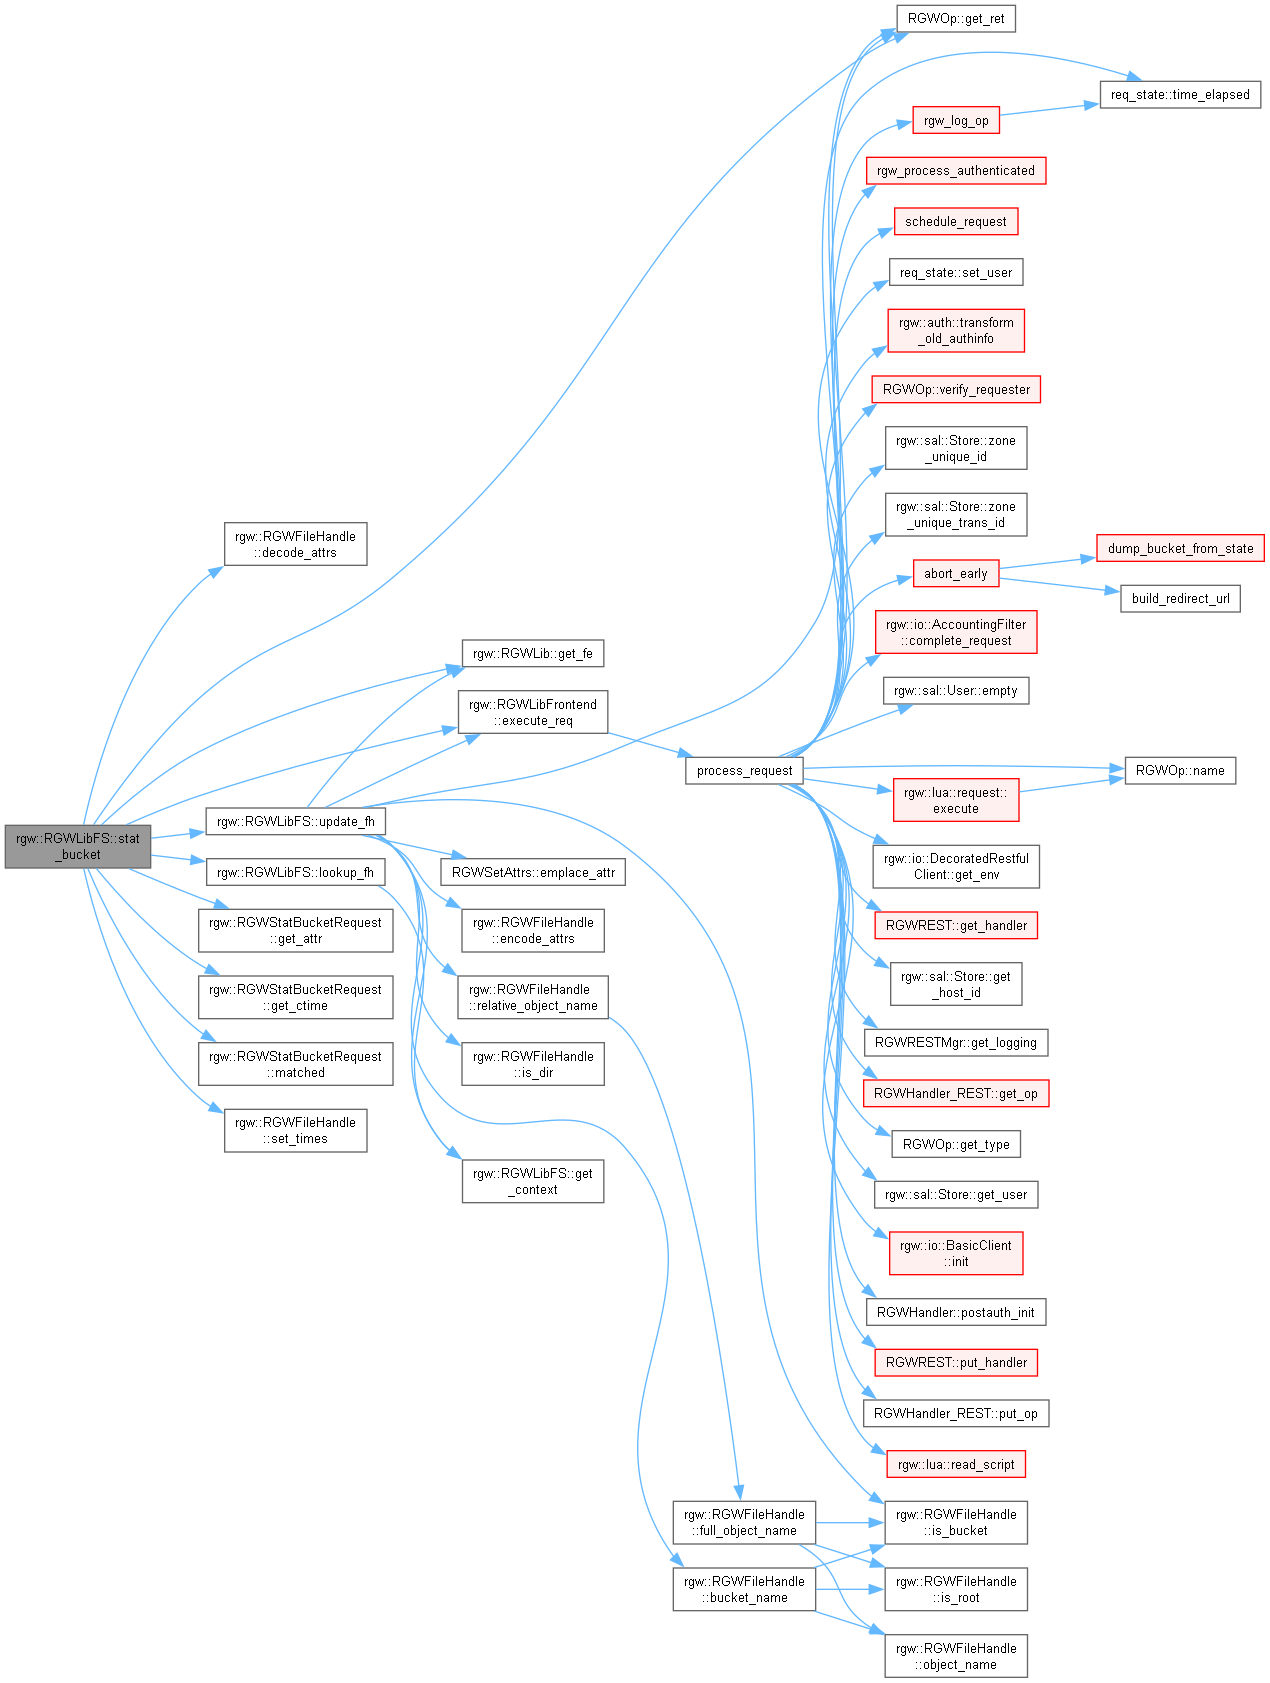 rgw::RGWLibFS::stat
_bucket
rgw::RGWFileHandle
::decode_attrs
rgw::RGWLibFS::update_fh
rgw::RGWLibFS::lookup_fh
rgw::RGWStatBucketRequest
::get_attr
rgw::RGWStatBucketRequest
::get_ctime
rgw::RGWStatBucketRequest
::matched
rgw::RGWFileHandle
::set_times
rgw::RGWLib::get_fe
rgw::RGWLibFrontend
::execute_req
RGWSetAttrs::emplace_attr
rgw::RGWFileHandle
::encode_attrs
rgw::RGWFileHandle
::relative_object_name
rgw::RGWFileHandle
::is_dir
rgw::RGWLibFS::get
_context
process_request
rgw::RGWFileHandle
::full_object_name
rgw::RGWFileHandle
::bucket_name
RGWOp::get_ret
rgw_log_op
rgw_process_authenticated
schedule_request
req_state::set_user
rgw::auth::transform
_old_authinfo
RGWOp::verify_requester
rgw::sal::Store::zone
_unique_id
rgw::sal::Store::zone
_unique_trans_id
abort_early
rgw::io::AccountingFilter
::complete_request
rgw::sal::User::empty
rgw::lua::request::
execute
rgw::io::DecoratedRestful
Client::get_env
RGWREST::get_handler
rgw::sal::Store::get
_host_id
RGWRESTMgr::get_logging
RGWHandler_REST::get_op
RGWOp::get_type
rgw::sal::Store::get_user
rgw::io::BasicClient
::init
RGWHandler::postauth_init
RGWREST::put_handler
RGWHandler_REST::put_op
rgw::lua::read_script
rgw::RGWFileHandle
::is_bucket
rgw::RGWFileHandle
::is_root
rgw::RGWFileHandle
::object_name
req_state::time_elapsed
dump_bucket_from_state
build_redirect_url
RGWOp::name